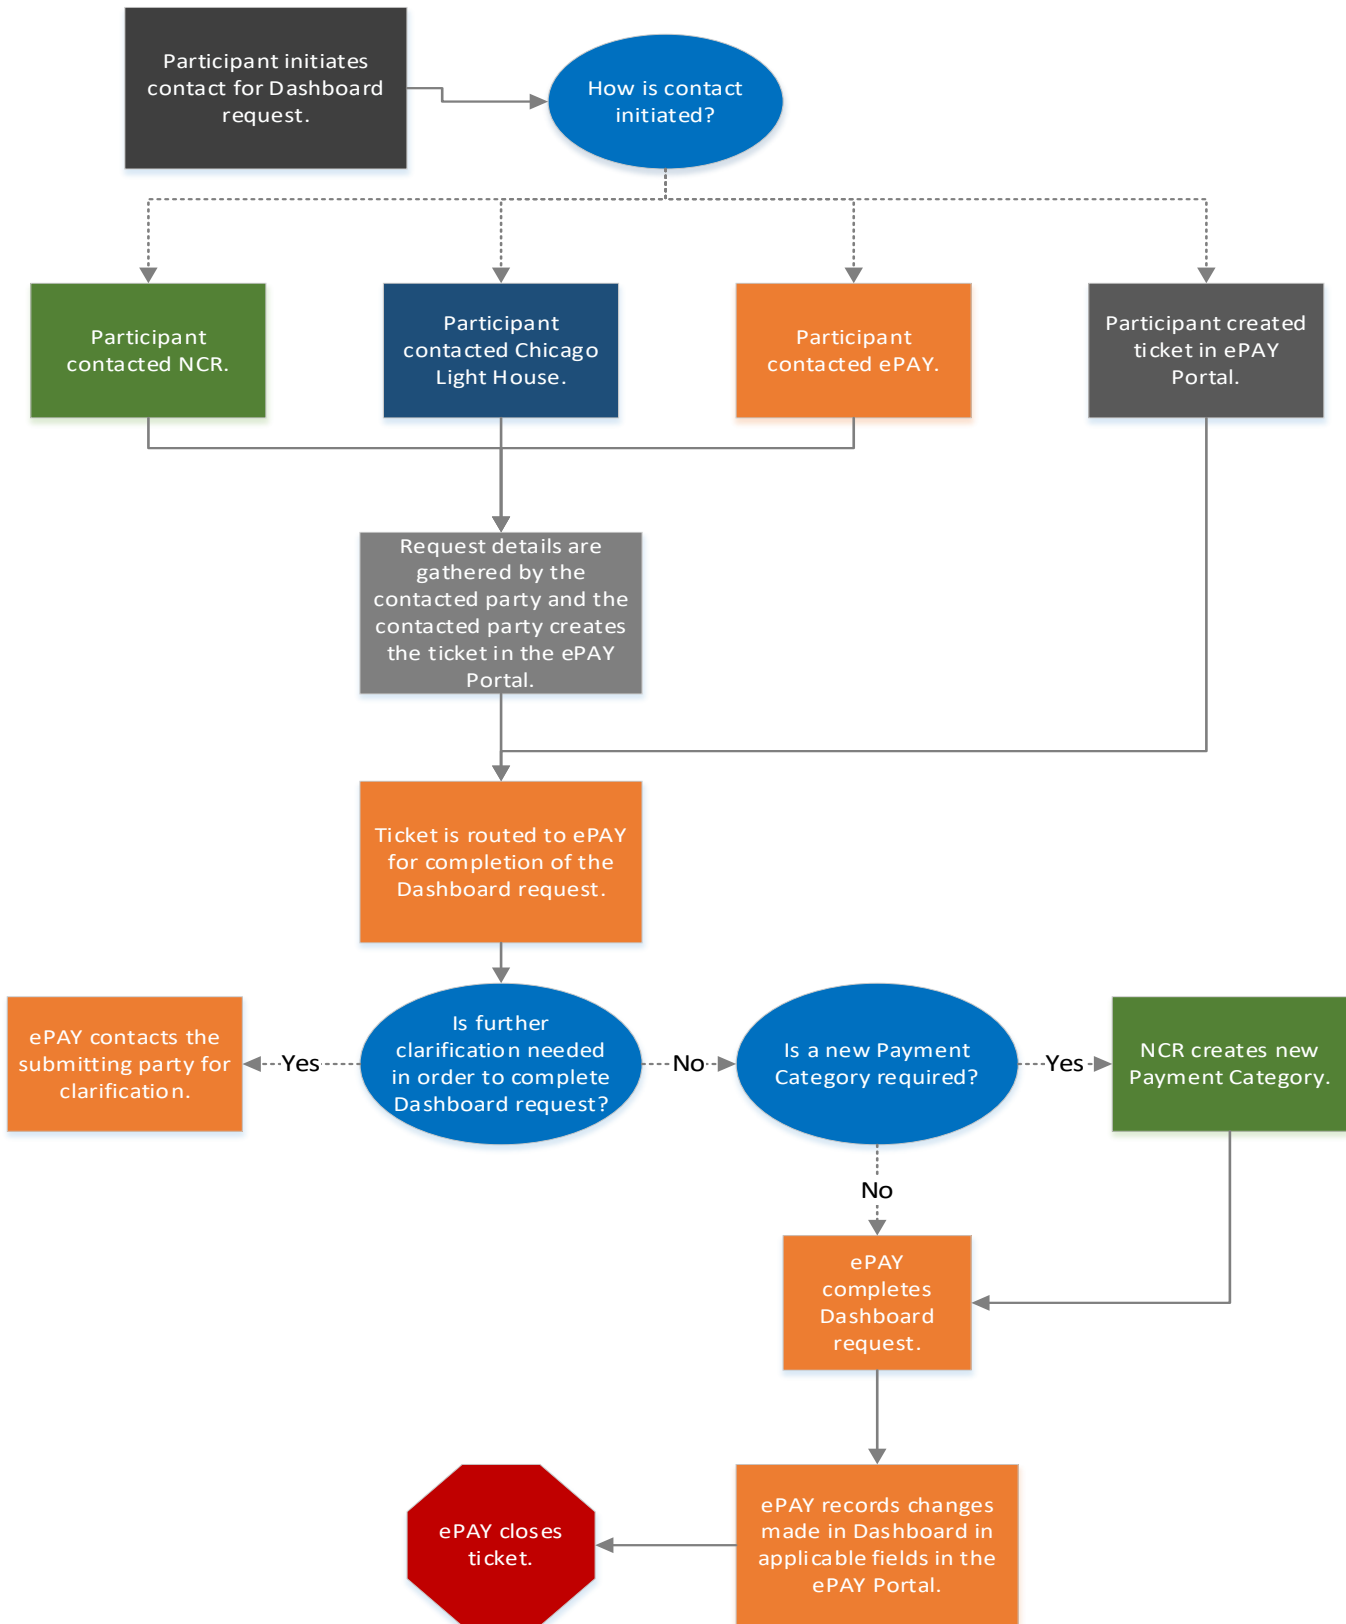 Participant initiates
contact for Dashboard
request.
How is contact
initiated?
Participant
contacted NCR.
Participant
contacted Chicago
Light House.
Participant
contacted ePAY.
Participant created
ticket in ePAY
Portal.
Request details are
gathered by the
contacted party and the
contacted party creates
the ticket in the ePAY
Portal.
Ticket is routed to ePAY
for completion of the
Dashboard request.
ePAY contacts the
submitting party for
clarification.
Yes
Is further
clarification needed
in order to complete
Dashboard request?
No
Is a new Payment
Category required?
Yes
NCR creates new
Payment Category.
No
ePAY
completes
Dashboard
request.
ePAY closes
ticket.
ePAY records changes
made in Dashboard in
applicable fields in the
ePAY Portal.